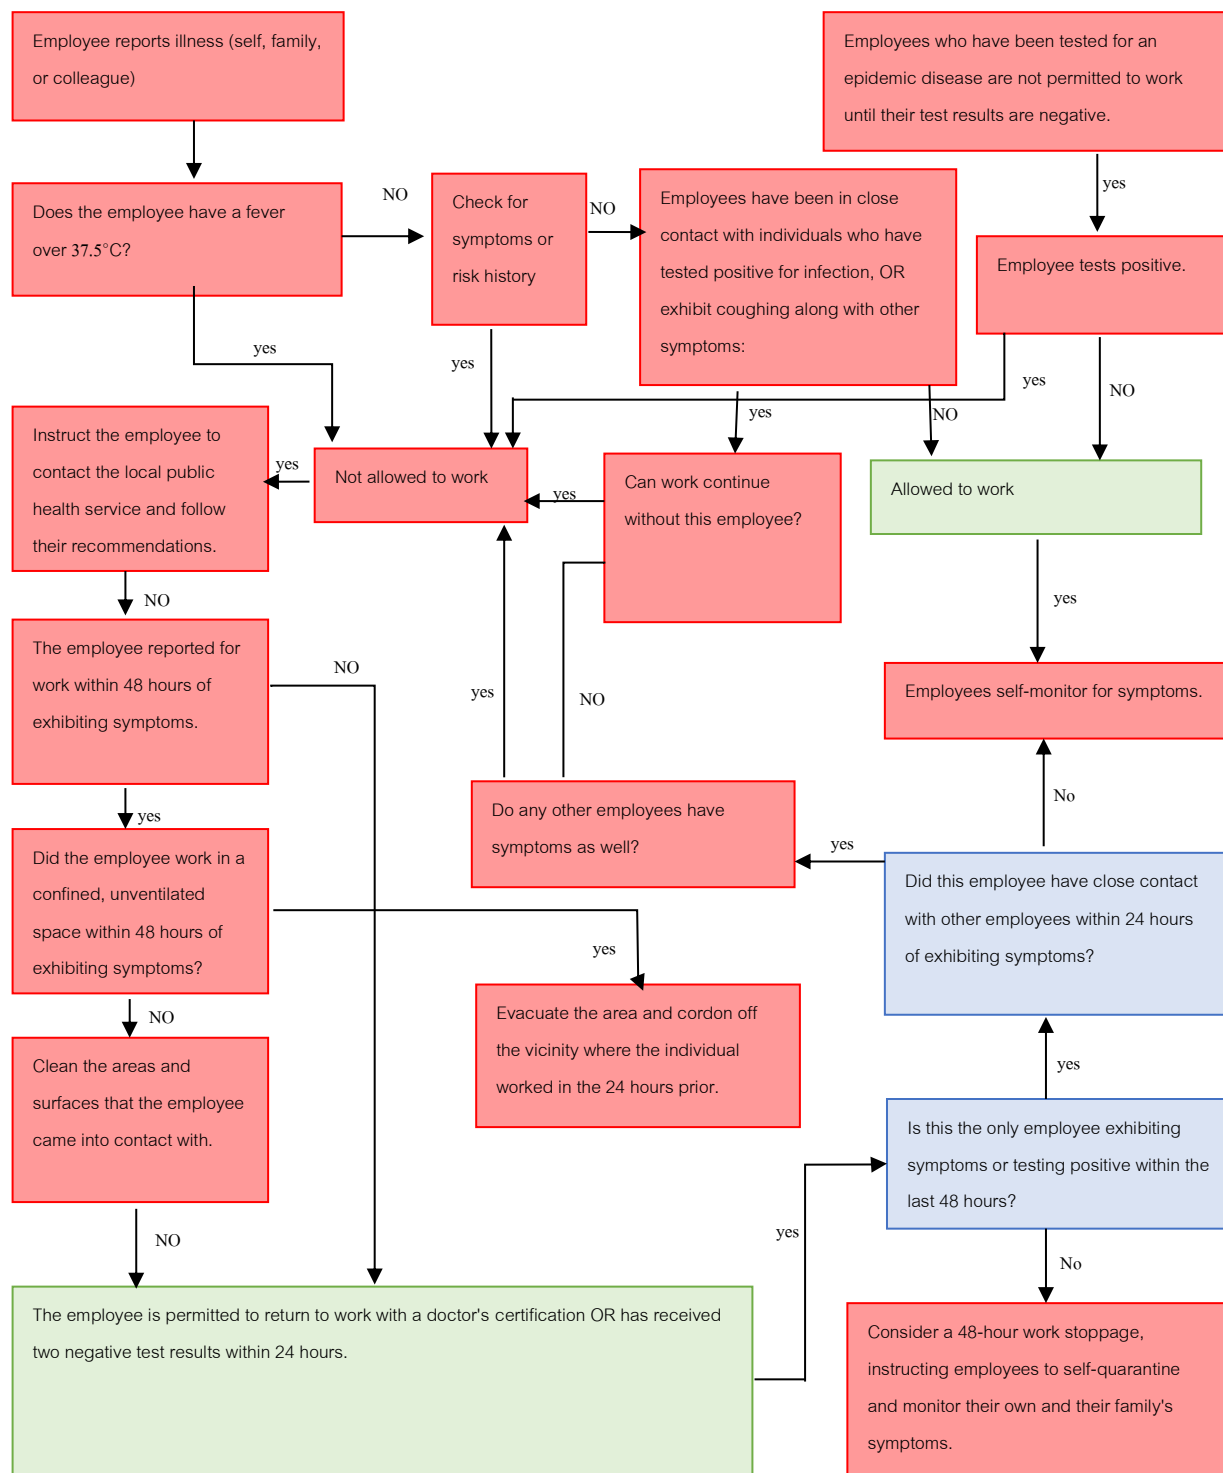 Employee reports illness (self, family,
or colleague)
Employees who have been tested for an
epidemic disease are not permitted to work
until their test results are negative.
yes
Does the employee have a fever
over 37.5°C?
NO
Check for
symptoms or
risk history
NO
Employees have been in close
contact with individuals who have
tested positive for infection, OR
exhibit coughing along with other
symptoms:
Employee tests positive.
yes
yes
yes
NO
yes
NO
Instruct the employee to
contact the local public
health service and follow
their recommendations.
yes
Not allowed to work
yes
Can work continue
without this employee?
Allowed to work
NO
yes
The employee reported for
work within 48 hours of
exhibiting symptoms.
NO
yes
NO
Employees self-monitor for symptoms.
yes
No
Do any other employees have
symptoms as well?
yes
Did the employee work in a
confined, unventilated
space within 48 hours of
exhibiting symptoms?
yes
Did this employee have close contact
with other employees within 24 hours
of exhibiting symptoms?
NO
Evacuate the area and cordon off
the vicinity where the individual
worked in the 24 hours prior.
yes
Clean the areas and
surfaces that the employee
came into contact with.
Is this the only employee exhibiting
symptoms or testing positive within the
last 48 hours?
NO
yes
No
The employee is permitted to return to work with a doctor's certification OR has received
two negative test results within 24 hours.
Consider a 48-hour work stoppage,
instructing employees to self-quarantine
and monitor their own and their family's
symptoms.